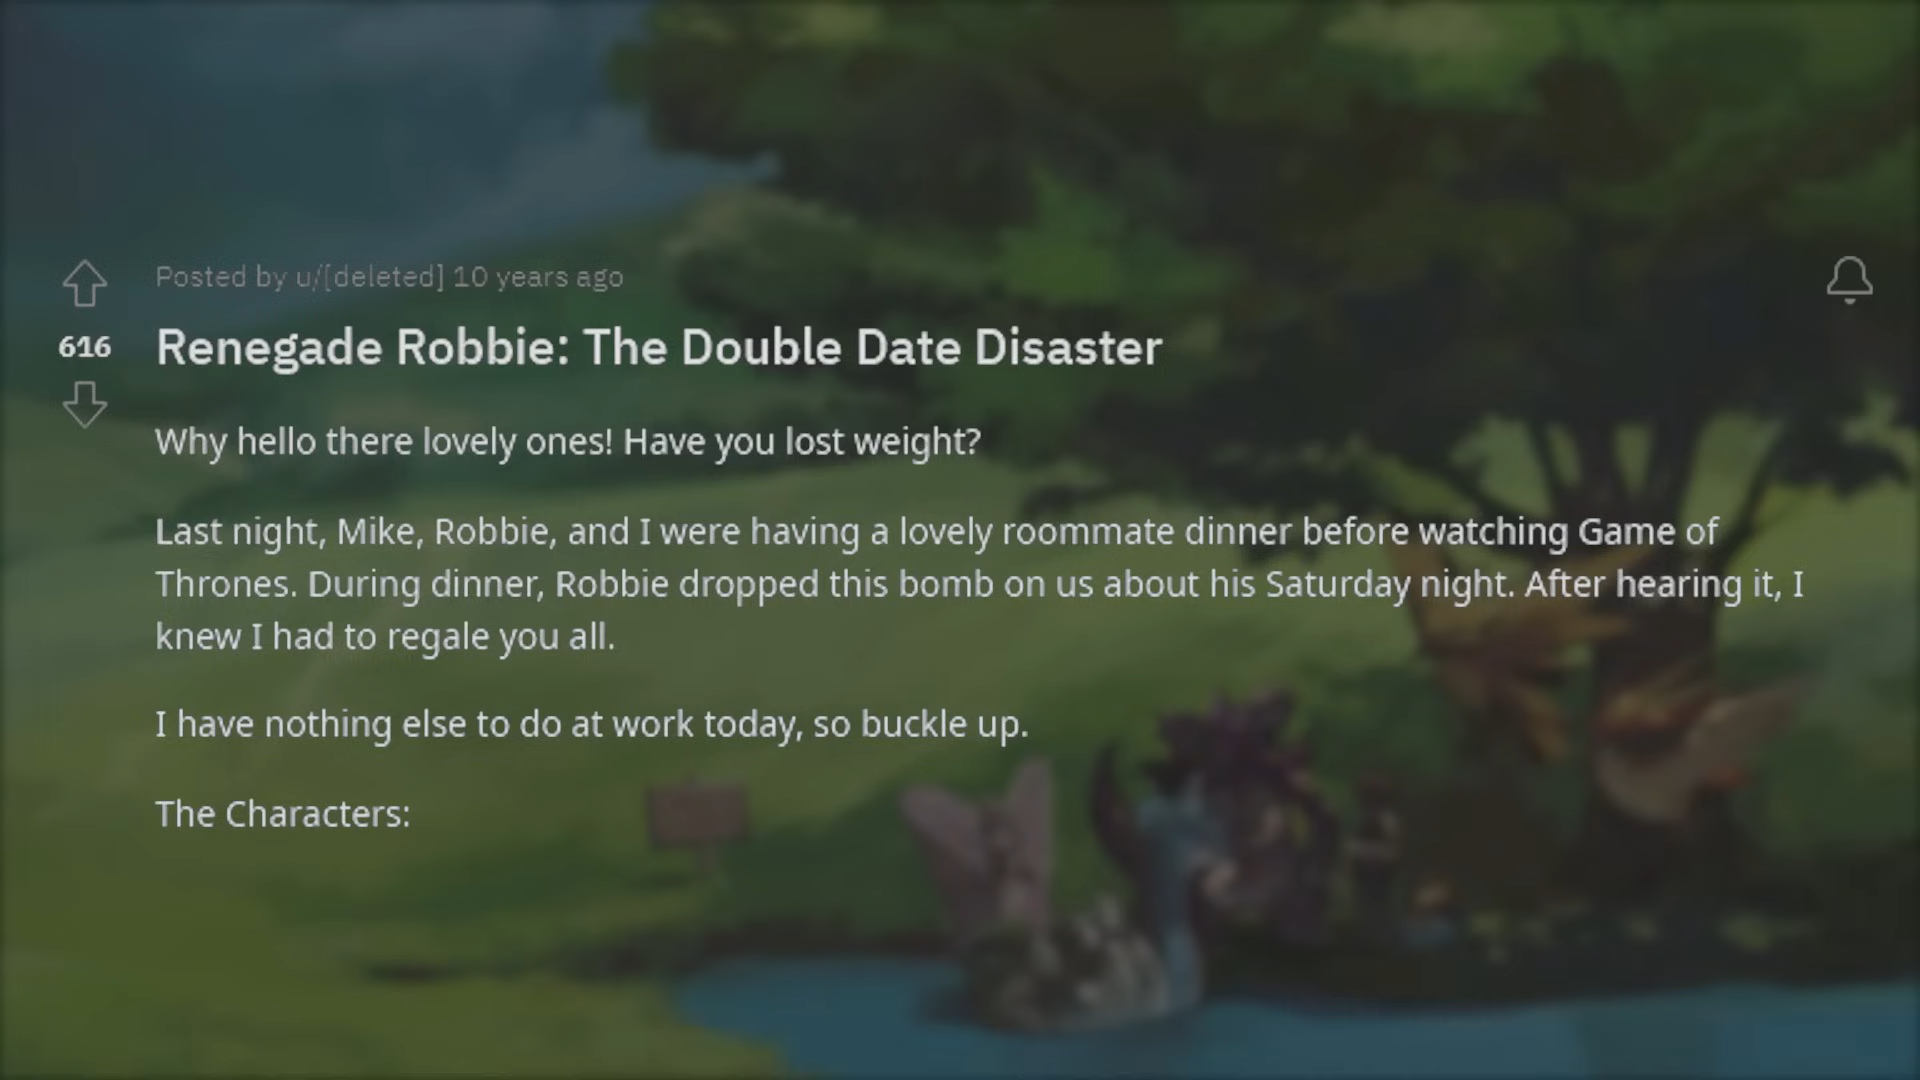 Posted by u/[deleted] 10 years ago
616
Renegade Robbie: The Double Date Disaster
Why hello there lovely ones! Have you lost weight?
Last night, Mike, Robbie, and I were having a lovely roommate dinner before watching Game of
Thrones. During dinner, Robbie dropped this bomb on us about his Saturday night. After hearing it, I
knew I had to regale you all.
I have nothing else to do at work today, so buckle up.
The Characters: